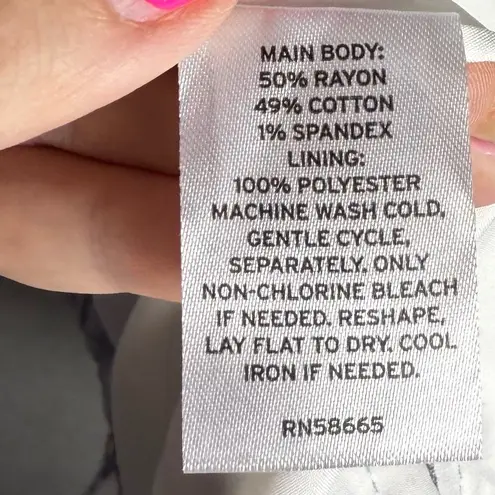 MAIN BODY:
50% RAYON
49% COTTON
1% SPANDEX
LINING:
100% POLYESTER
MACHINE WASH COLD,
GENTLE CYCLE,
SEPARATELY. ONLY
NON-CHLORINE BLEACH
IF NEEDED. RESHAPE,
LAY FLAT TO DRY. COOL
IRON IF NEEDED.
RN58665